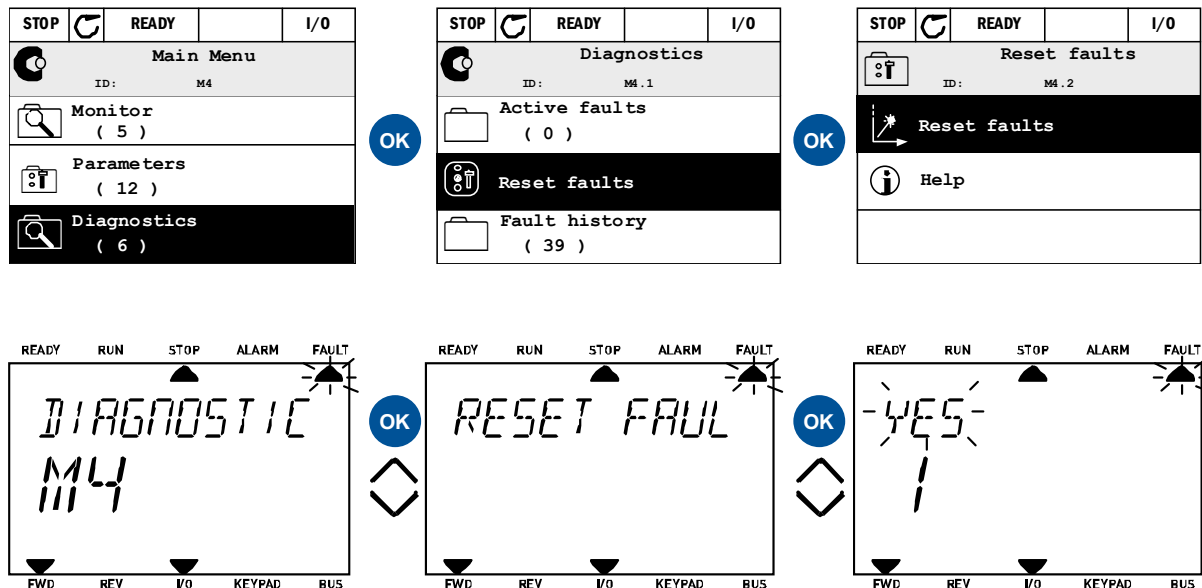 STOP READY I/O
Main Menu
ID: M4
Monitor
( 5 )
Parameters
( 12 )
Diagnostics
( 6 )
OK
STOP READY I/O
Diagnostics
ID: M4.1
Active faults
( 0 )
Reset faults
Fault history
( 39 )
OK
STOP READY I/O
Reset faults
ID: M4.2
Reset faults
Help
READY RUN STOP ALARM FAULT
DIAGNOSTIC
M4
FWD REV I/O KEYPAD BUS
OK
READY RUN STOP ALARM FAULT
RESET FAUL
FWD REV I/O KEYPAD BUS
OK
READY RUN STOP ALARM FAULT
YES
1
FWD REV I/O KEYPAD BUS